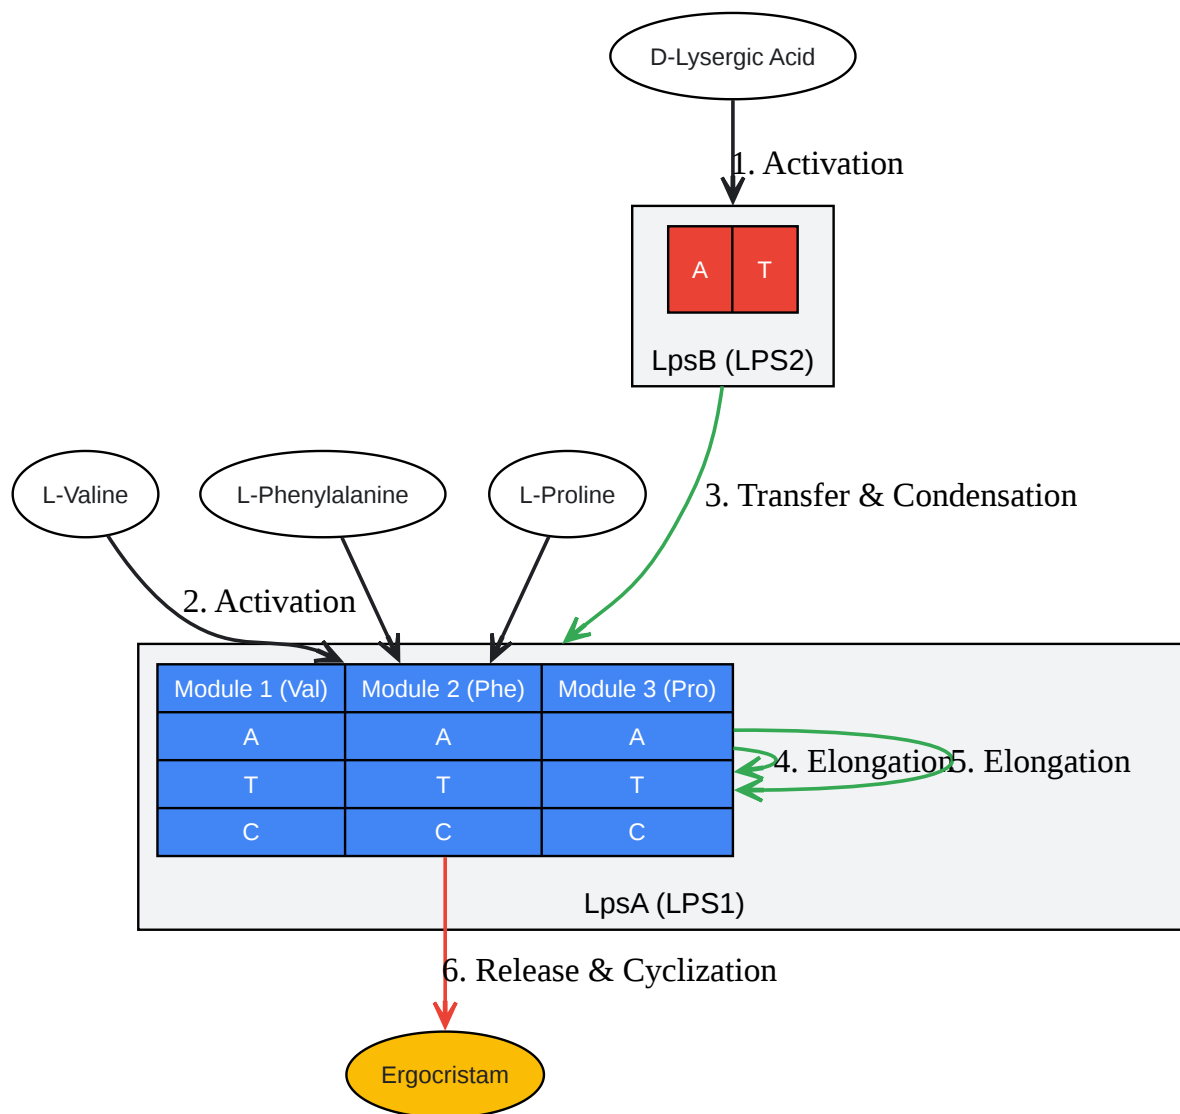 D-Lysergic Acid
1. Activation
A T
LpsB (LPS2)
L-Valine
L-Phenylalanine
L-Proline
3. Transfer & Condensation
2. Activation
Module 1 (Val) Module 2 (Phe) Module 3 (Pro)
A A A
4. Elongation
5. Elongation
T T T
C C C
LpsA (LPS1)
6. Release & Cyclization
Ergocristam